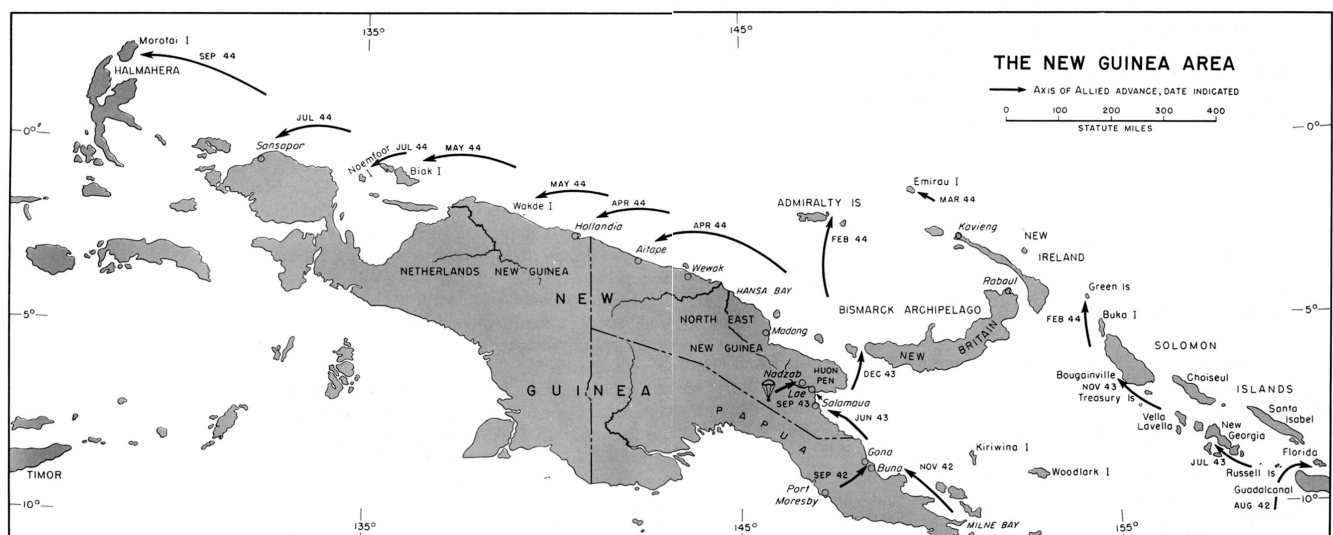 135°
145°
THE NEW GUINEA AREA
AXIS OF ALLIED ADVANCE, DATE INDICATED
0 100 200 300 400
STATUTE MILES
Morotai I
SEP 44
HALMAHERA
0°
0°
JUL 44
Sansapor
Noemfoor I
JUL 44
Biak I
MAY 44
MAY 44
Wakde I
APR 44
Hollandia
APR 44
Aitape
Wewak
ADMIRALTY IS
FEB 44
Emirau I
MAR 44
Kavieng
NEW
IRELAND
Rabaul
NETHERLANDS NEW GUINEA
NEW
GUINEA
HANSA BAY
NORTH EAST
NEW GUINEA
Madang
BISMARCK ARCHIPELAGO
NEW BRITAIN
Green Is
FEB 44
Buka I
5°
5°
SOLOMON
ISLANDS
Bougainville
NOV 43
Treasury Is
Choiseul
Nadzab
HUON
PEN
Lae
SEP 43
Salamaua
DEC 43
JUN 43
Vella
Lavella
New
Georgia
Santa
Isabel
JUL 43
Russell Is
Florida
Guadalcanal
AUG 42
PAPUA
Gona
Buna
SEP 42
NOV 42
Port
Moresby
Kiriwina I
Woodlark I
MILNE BAY
TIMOR
10°
10°
135°
145°
155°